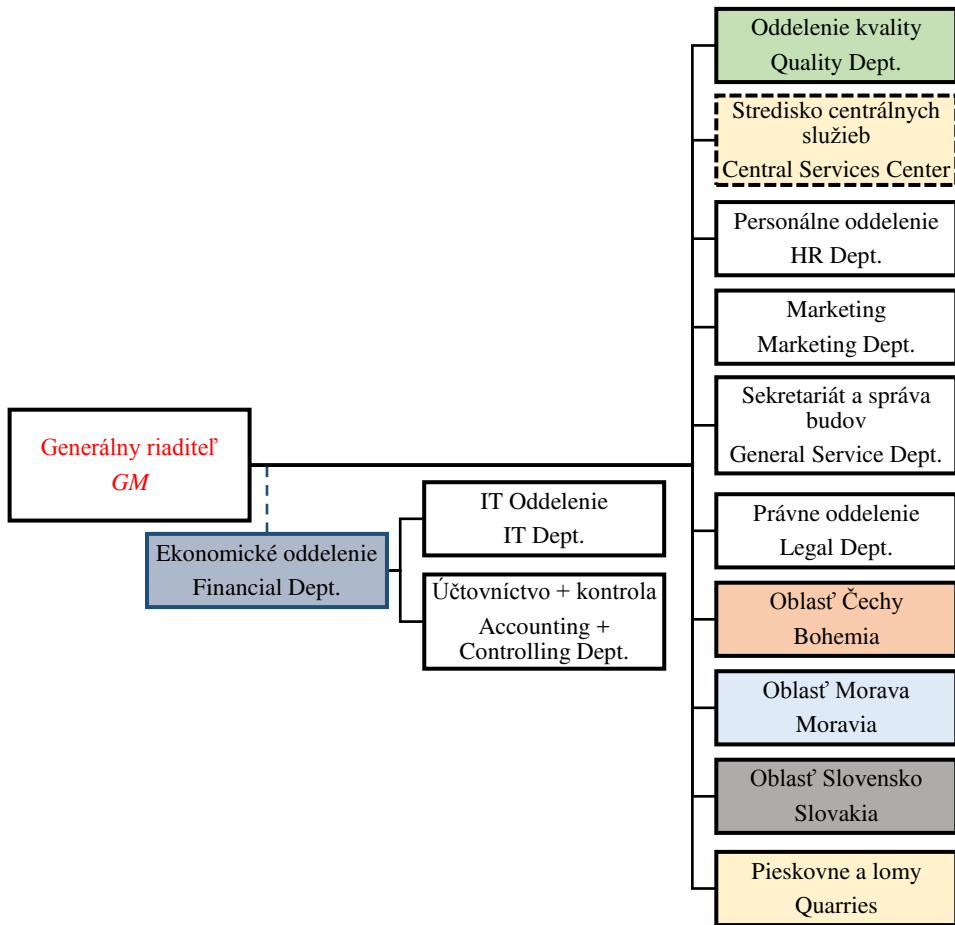 Oddelenie kvality
Quality Dept.
Stredisko centrálnych
služieb
Central Services Center
Personálne oddelenie
HR Dept.
Marketing
Marketing Dept.
Sekretariát a správa
budov
General Service Dept.
Generálny riaditeľ
GM
IT Oddelenie
IT Dept.
Právne oddelenie
Legal Dept.
Ekonomické oddelenie
Financial Dept.
Účtovníctvo + kontrola
Accounting +
Controlling Dept.
Oblasť Čechy
Bohemia
Oblasť Morava
Moravia
Oblasť Slovensko
Slovakia
Pieskovne a lomy
Quarries